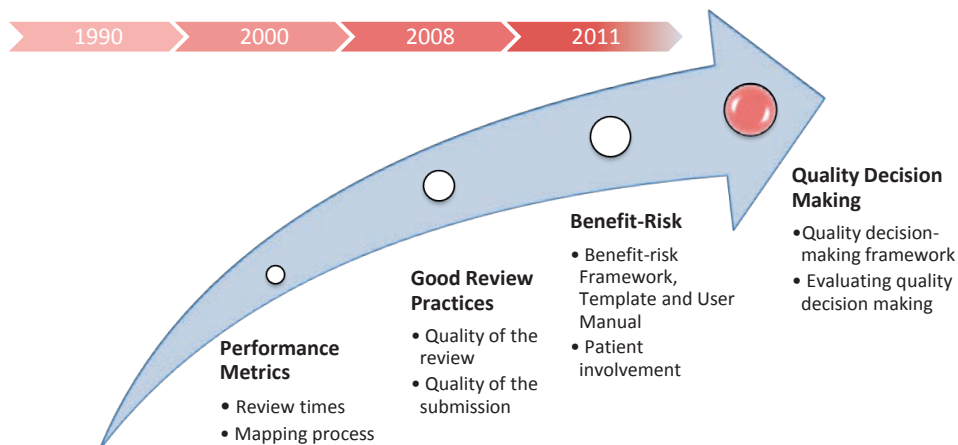 1990 2000 2008 2011
Performance
Metrics
• Review times
• Mapping process
Good Review
Practices
• Quality of the
review
• Quality of the
submission
Benefit-Risk
• Benefit-risk
Framework,
Template and User
Manual
• Patient
involvement
Quality Decision
Making
•Quality decision-
making framework
• Evaluating quality
decision making